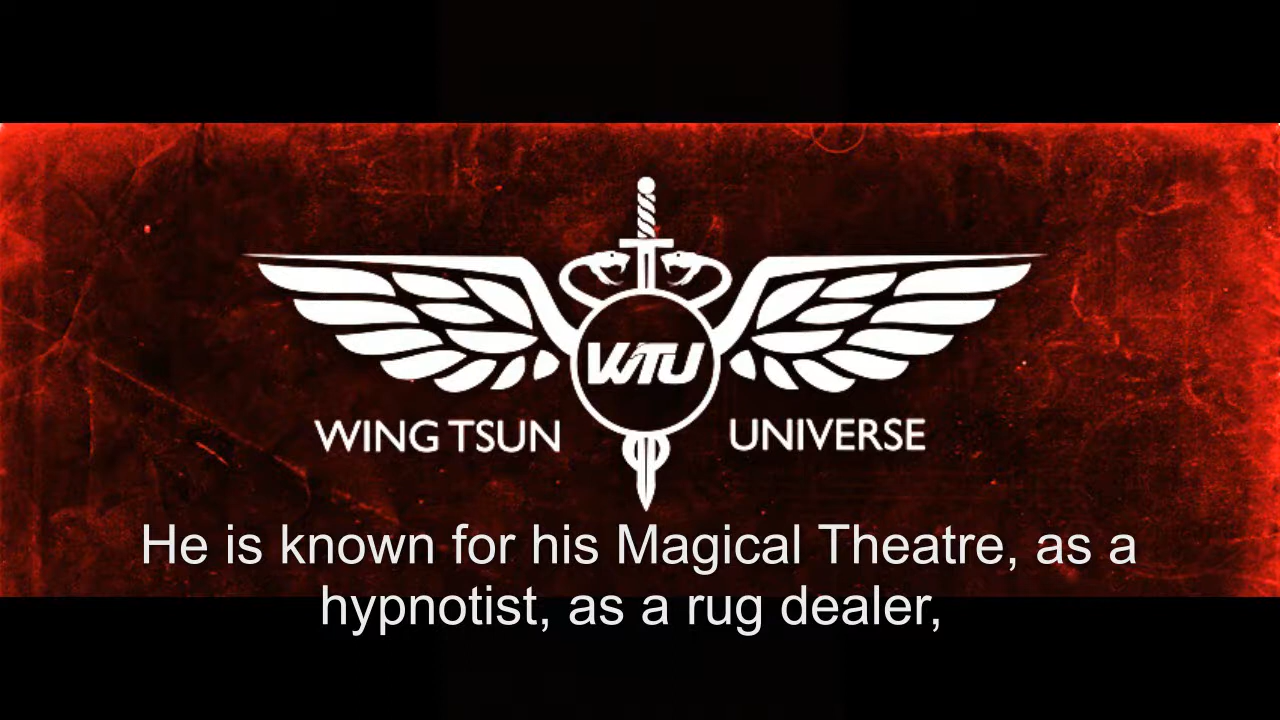 WTU
WING TSUN UNIVERSE
He is known for his Magical Theatre, as a
hypnotist, as a rug dealer,